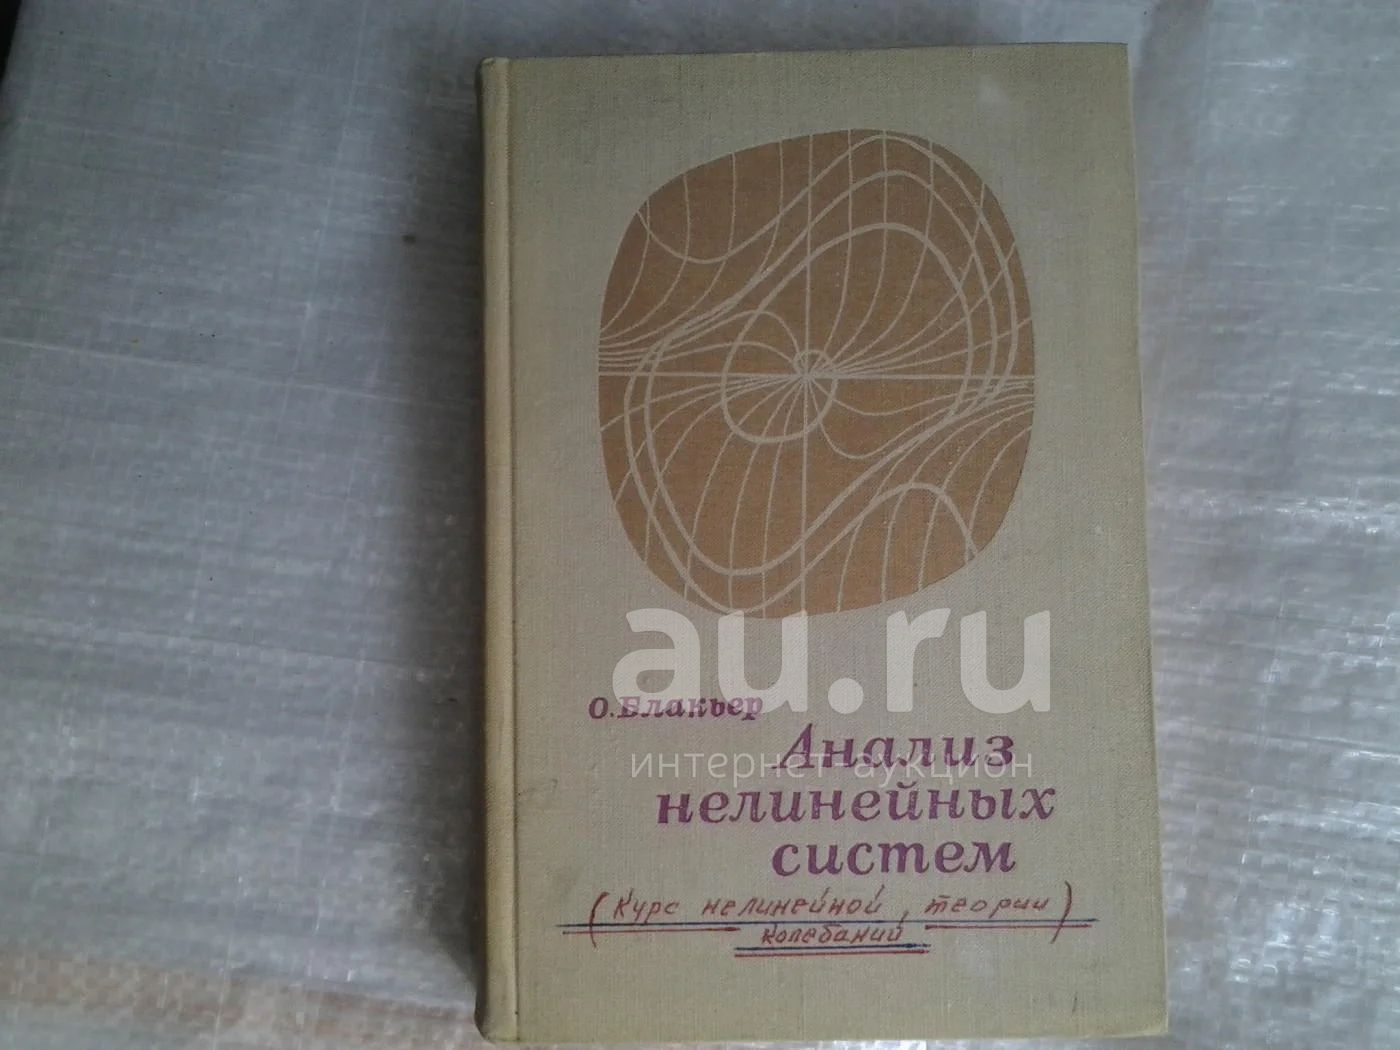 au.ru
О.Блакьер
интернет-аукцион
Анализ
нелинейных
систем
(Курс нелинейной, теории)
колебаний